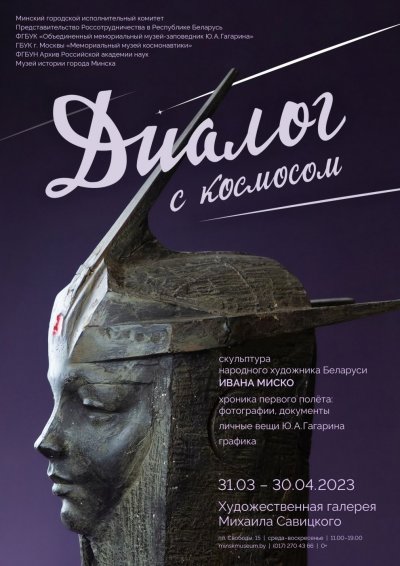 Минский городской исполнительный комитет
Представительство Россотрудничества в Республике Беларусь
ФГБУК «Объединенный мемориальный музей-заповедник Ю.А.Гагарина»
ГБУК г. Москвы «Мемориальный музей космонавтики»
ФГБУН Архив Российской академии наук
Музей истории города Минска
Диалог
с космосом
скульптура
народного художника Беларуси
ИВАНА МИСКО
хроника первого полёта:
фотографии, документы
личные вещи Ю.А.Гагарина
графика
31.03 – 30.04.2023
Художественная галерея
Михаила Савицкого
пл. Свободы, 15 | среда-воскресенье | 11.00-19.00
minskmuseum.by | (017) 270 43 66 | 0+